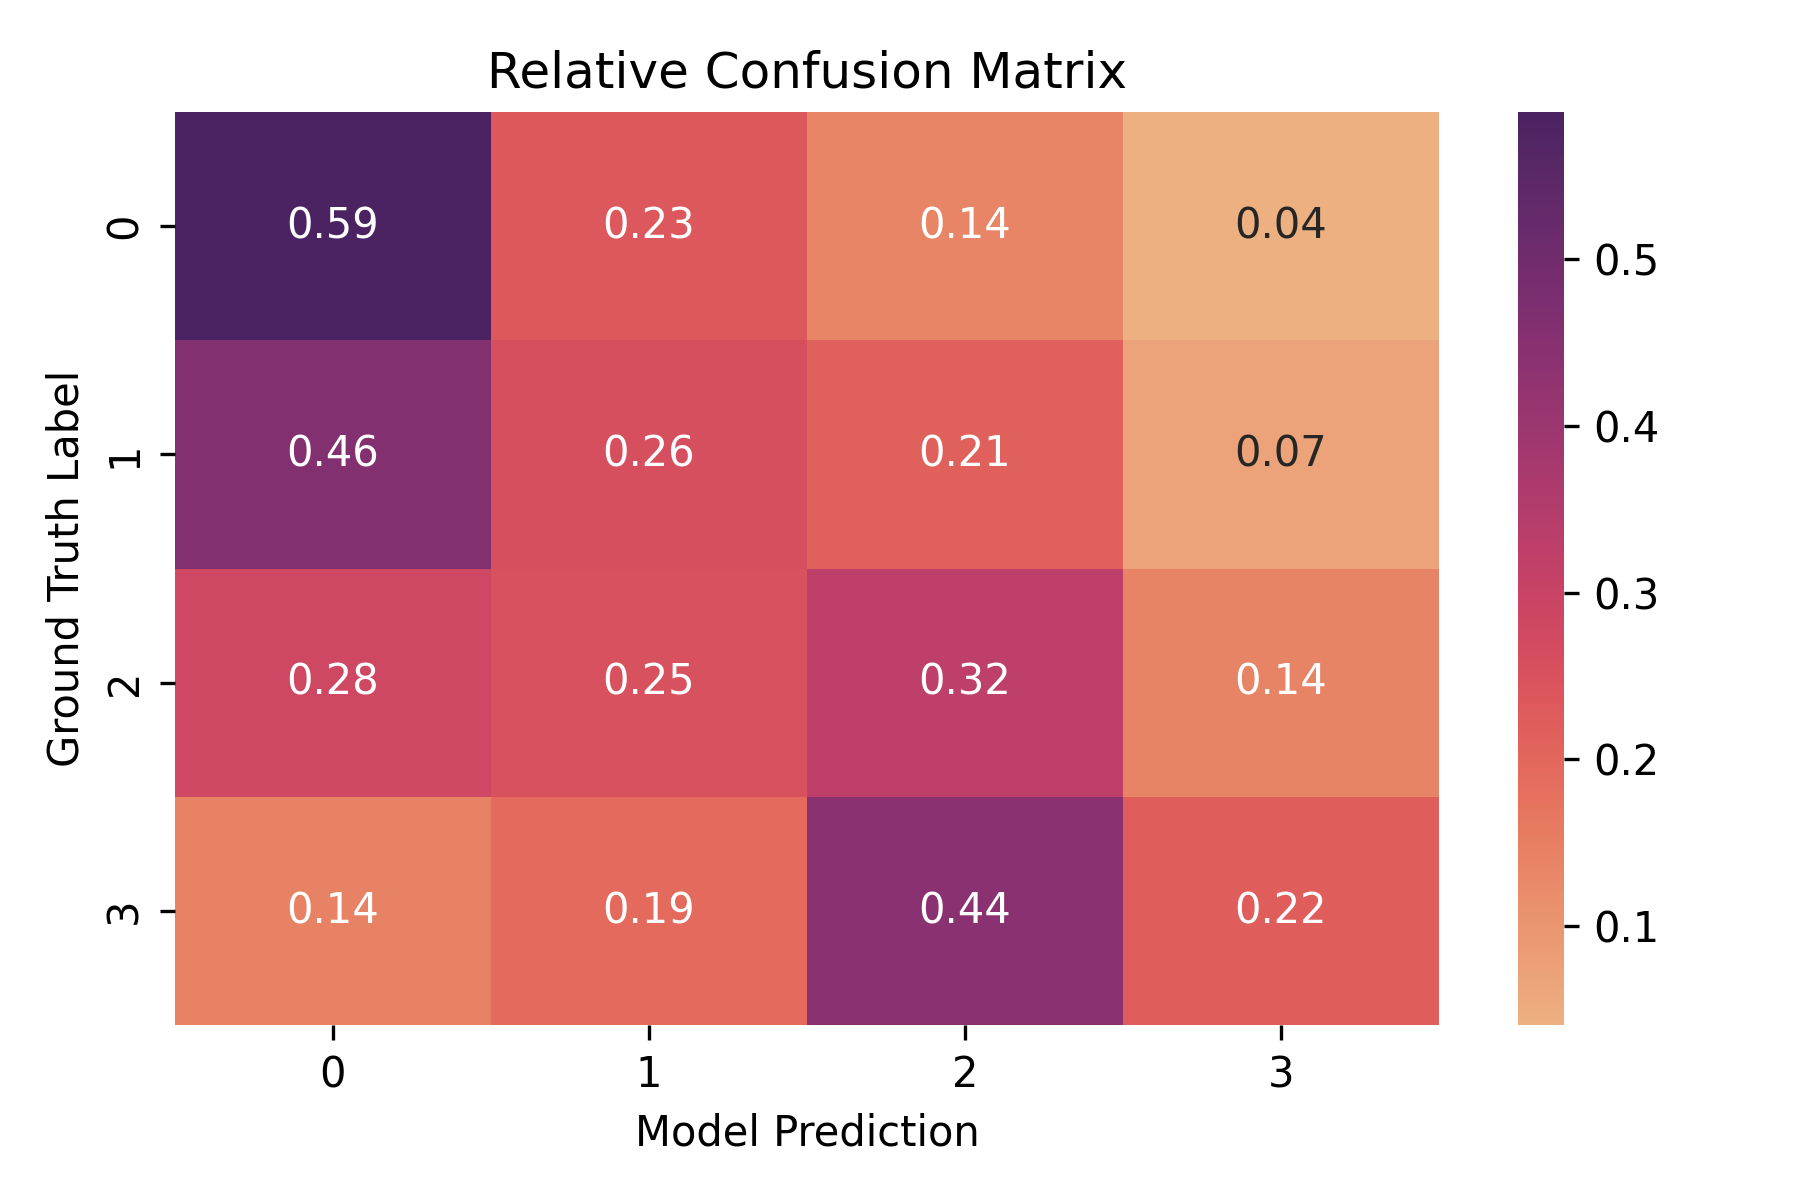 Relative Confusion Matrix
0 0.59 0.23 0.14 0.04
1 0.46 0.26 0.21 0.07
2 0.28 0.25 0.32 0.14
3 0.14 0.19 0.44 0.22
0 1 2 3
Model Prediction
Ground Truth Label
0.5
0.4
0.3
0.2
0.1